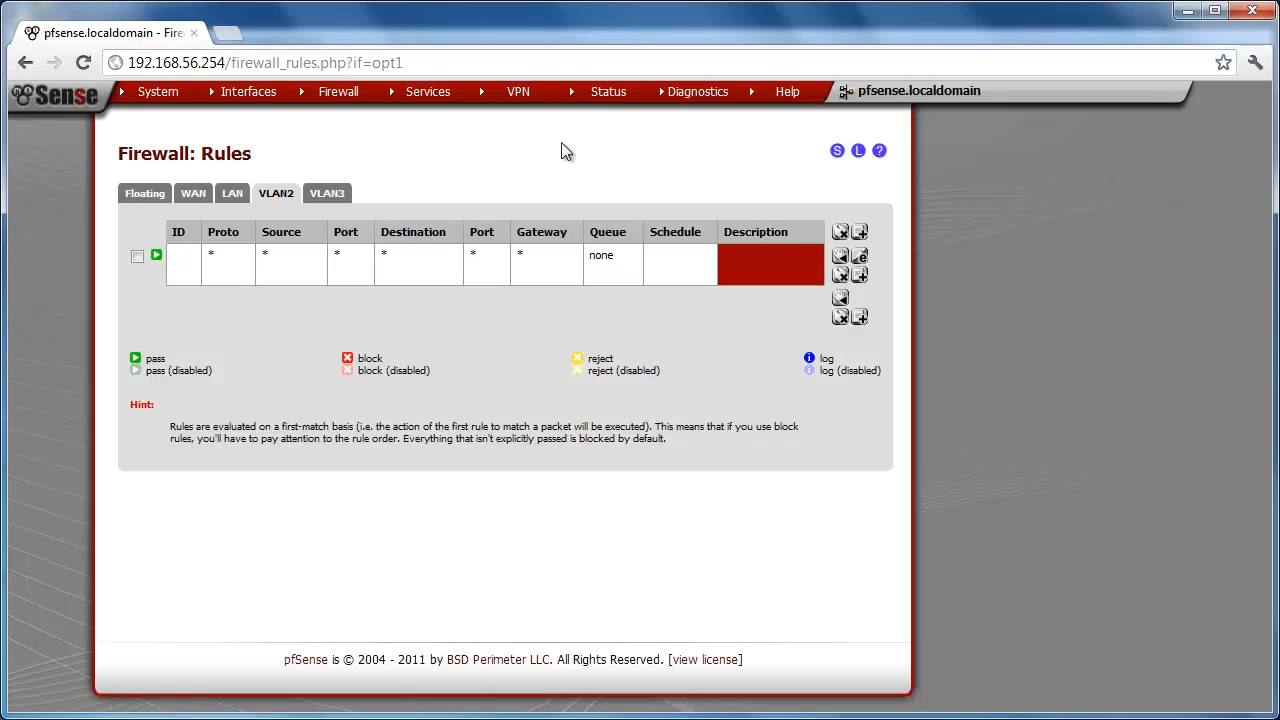 pfsense.localdomain - Fire
192.168.56.254/firewall_rules.php?if=opt1
Sense System Interfaces Firewall Services VPN Status Diagnostics Help pfsense.localdomain
Firewall: Rules
S L ?
Floating WAN LAN VLAN2 VLAN3
ID Proto Source Port Destination Port Gateway Queue Schedule Description
* * * * * * none
pass block reject log
pass (disabled) block (disabled) reject (disabled) log (disabled)
Hint:
Rules are evaluated on a first-match basis (i.e. the action of the first rule to match a packet will be executed). This means that if you use block
rules, you'll have to pay attention to the rule order. Everything that isn't explicitly passed is blocked by default.
pfSense is © 2004 - 2011 by BSD Perimeter LLC. All Rights Reserved. [view license]